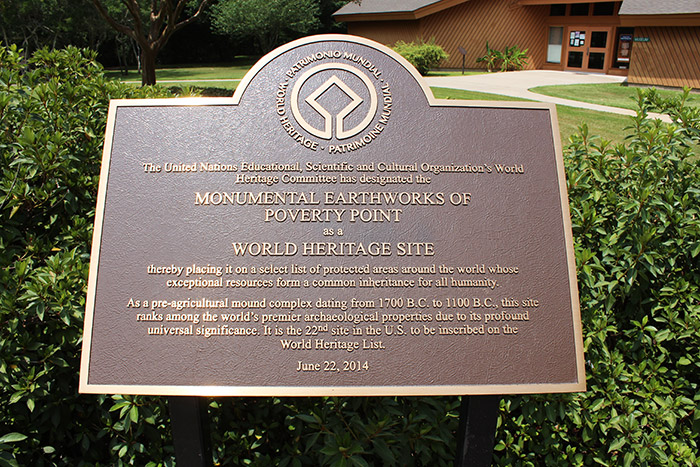 PATRIMONIO MUNDIAL
WORLD HERITAGE • PATRIMOINE MONDIAL
The United Nations Educational, Scientific and Cultural Organization's World
Heritage Committee has designated the
MONUMENTAL EARTHWORKS OF
POVERTY POINT
as a
WORLD HERITAGE SITE
thereby placing it on a select list of protected areas around the world whose
exceptional resources form a common inheritance for all humanity.
As a pre-agricultural mound complex dating from 1700 B.C. to 1100 B.C., this site
ranks among the world's premier archaeological properties due to its profound
universal significance. It is the 22nd site in the U.S. to be inscribed on the
World Heritage List.
June 22, 2014